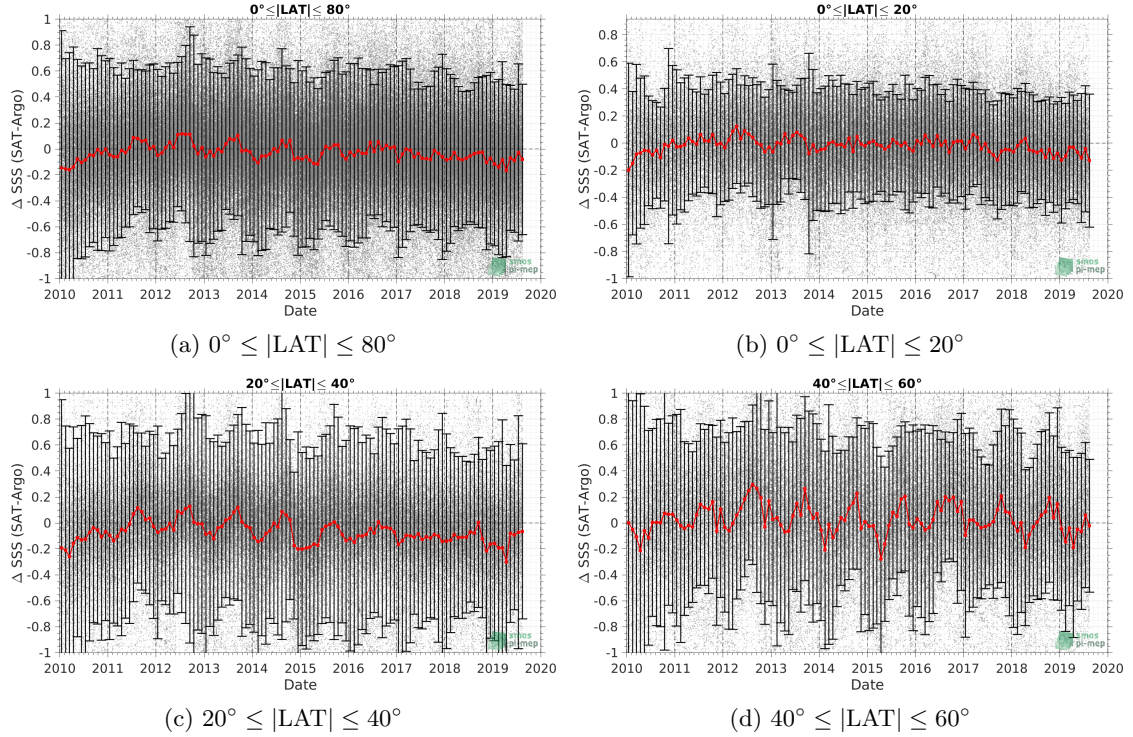 0°≤|LAT|≤ 80°
Δ SSS (SAT-Argo)
1
0.8
0.6
0.4
0.2
0
-0.2
-0.4
-0.6
-0.8
-1
smos
pi-mep
2010 2011 2012 2013 2014 2015 2016 2017 2018 2019 2020
Date
(a) 0° ≤ |LAT| ≤ 80°
0°≤|LAT|≤ 20°
Δ SSS (SAT-Argo)
0.8
0.6
0.4
0.2
0
-0.2
-0.4
-0.6
-0.8
-1
smos
pi-mep
2010 2011 2012 2013 2014 2015 2016 2017 2018 2019 2020
Date
(b) 0° ≤ |LAT| ≤ 20°
20°≤|LAT|≤ 40°
Δ SSS (SAT-Argo)
1
0.8
0.6
0.4
0.2
0
-0.2
-0.4
-0.6
-0.8
-1
smos
pi-mep
2010 2011 2012 2013 2014 2015 2016 2017 2018 2019 2020
Date
(c) 20° ≤ |LAT| ≤ 40°
40°≤|LAT|≤ 60°
Δ SSS (SAT-Argo)
1
0.8
0.6
0.4
0.2
0
-0.2
-0.4
-0.6
-0.8
-1
smos
pi-mep
2010 2011 2012 2013 2014 2015 2016 2017 2018 2019 2020
Date
(d) 40° ≤ |LAT| ≤ 60°